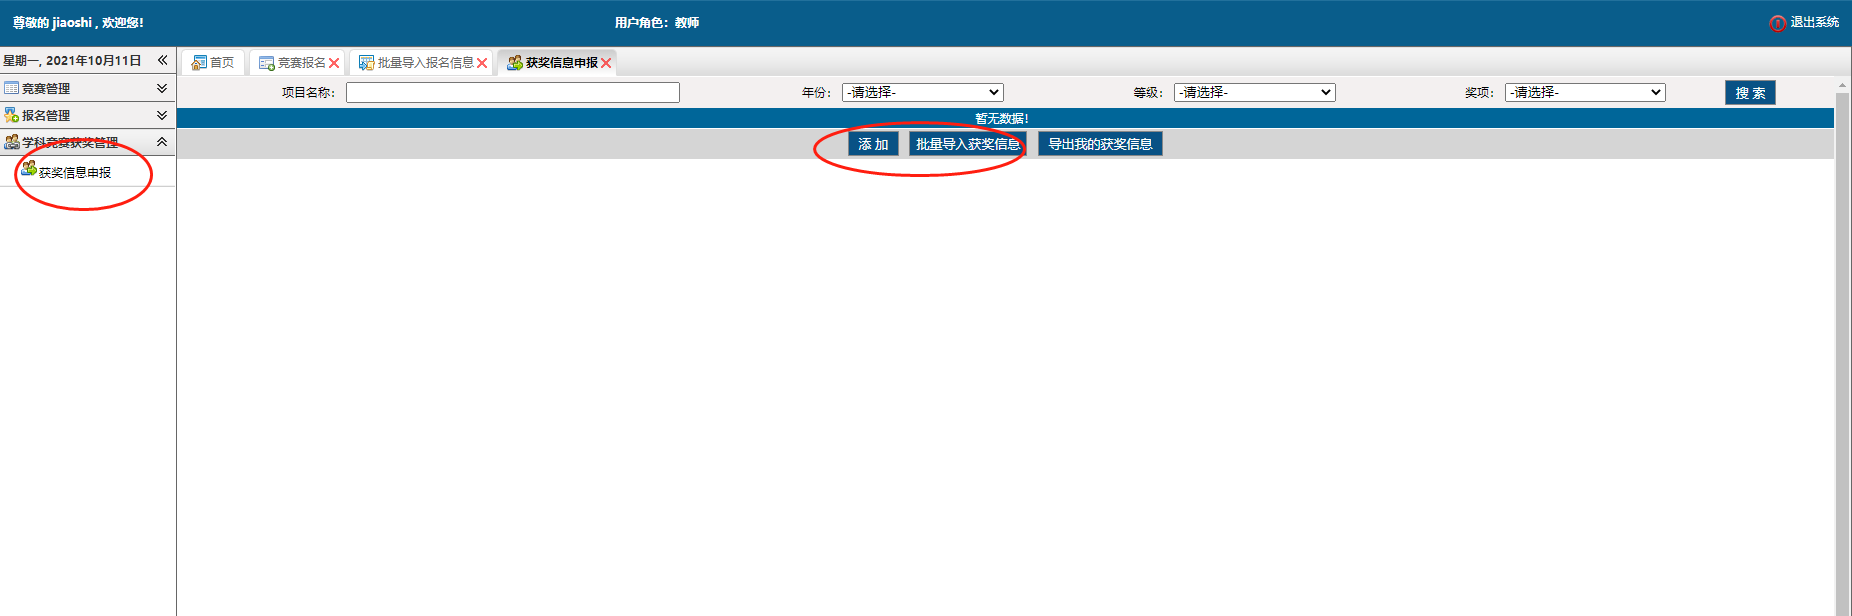 尊敬的 jiaoshi , 欢迎您!
用户角色：教师
退出系统
星期一, 2021年10月11日
首页
竞赛报名
批量导入报名信息
获奖信息申报
竞赛管理
报名管理
学科竞赛获奖管理
获奖信息申报
项目名称：
年份： -请选择-
等级： -请选择-
奖项： -请选择-
搜 索
暂无数据!
添 加
批量导入获奖信息
导出我的获奖信息